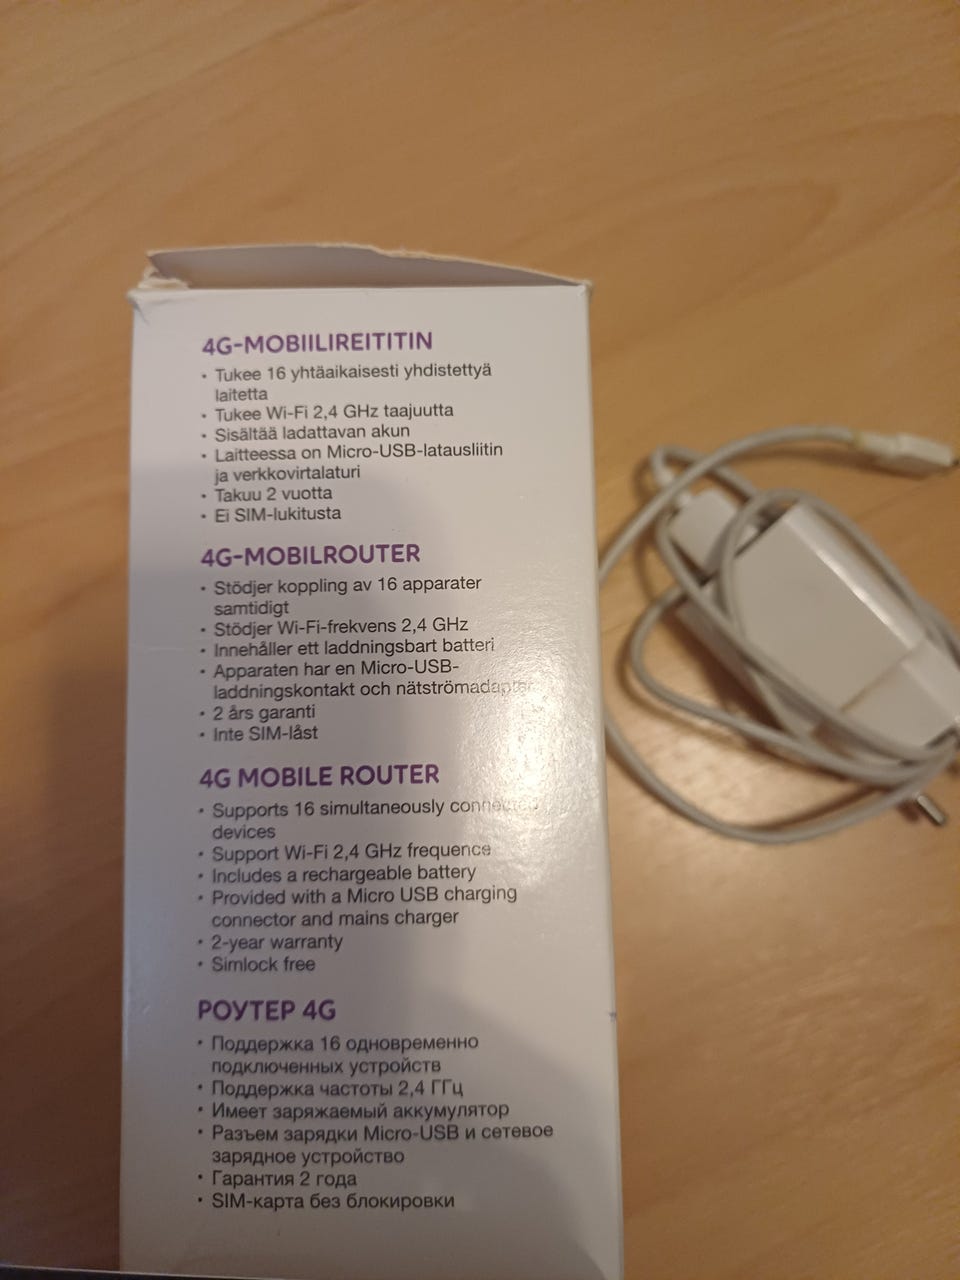 4G-MOBIILIREITITIN
• Tukee 16 yhtäaikaisesti yhdistettyä
laitetta
• Tukee Wi-Fi 2,4 GHz taajuutta
• Sisältää ladattavan akun
• Laitteessa on Micro-USB-latausliitin
ja verkkovirtalaturi
• Takuu 2 vuotta
• Ei SIM-lukitusta
4G-MOBILROUTER
• Stödjer koppling av 16 apparater
samtidigt
• Stödjer Wi-Fi-frekvens 2,4 GHz
• Innehåller ett laddningsbart batteri
• Apparaten har en Micro-USB-
laddningskontakt och nätströmadapter
• 2 års garanti
• Inte SIM-låst
4G MOBILE ROUTER
• Supports 16 simultaneously connected
devices
• Support Wi-Fi 2,4 GHz frequence
• Includes a rechargeable battery
• Provided with a Micro USB charging
connector and mains charger
• 2-year warranty
• Simlock free
РОУТЕР 4G
• Поддержка 16 одновременно
подключенных устройств
• Поддержка частоты 2,4 ГГц
• Имеет заряжаемый аккумулятор
• Разъем зарядки Micro-USB и сетевое
зарядное устройство
• Гарантия 2 года
• SIM-карта без блокировки